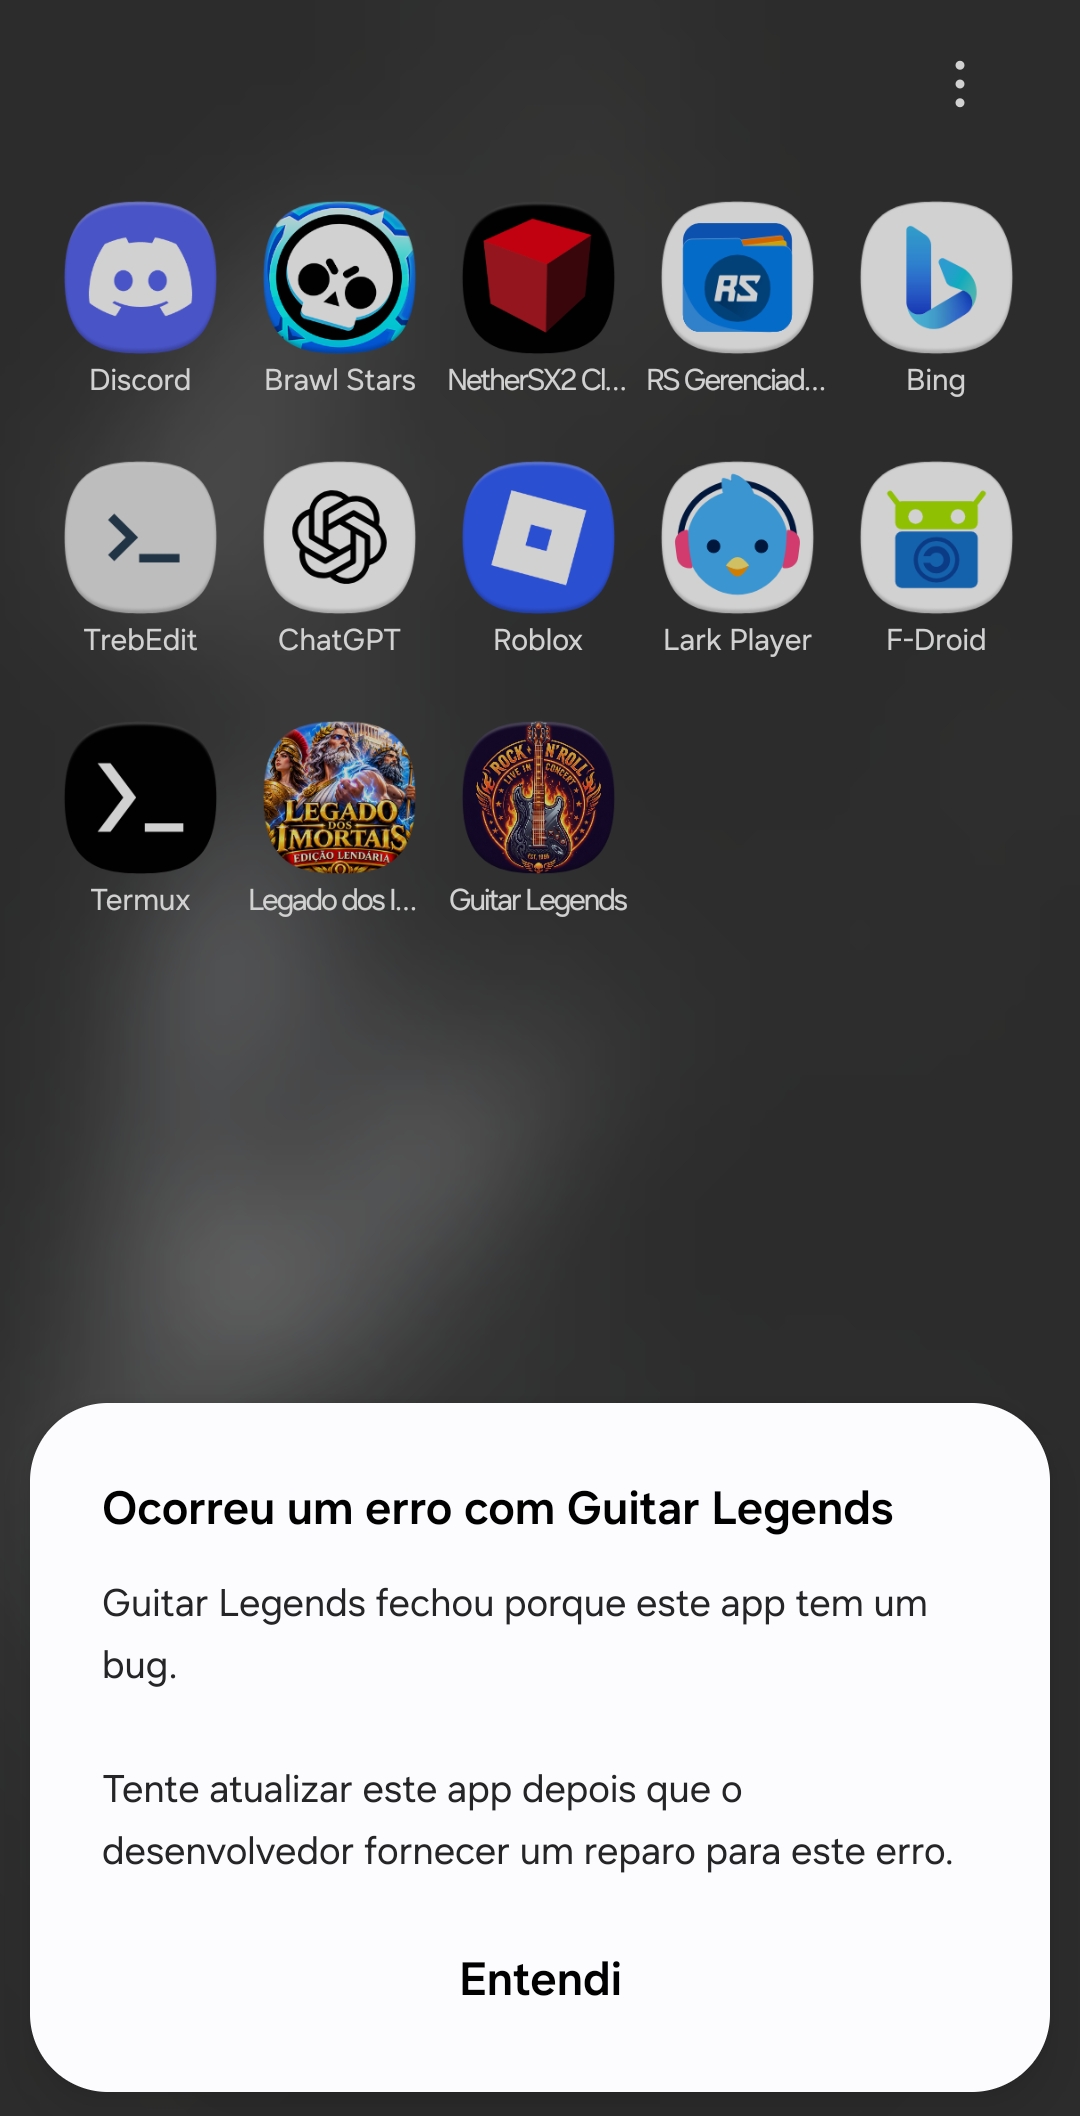 RS
Discord
Brawl Stars
NetherSX2 Cl...
RS Gerenciad...
Bing
TrebEdit
ChatGPT
Roblox
Lark Player
F-Droid
ROCK N'ROLL
LIVE IN CONCERT
LEGADO
DOS
IMORTAIS
EDIÇÃO LENDÁRIA
Termux
Legado dos I...
Guitar Legends
Ocorreu um erro com Guitar Legends
Guitar Legends fechou porque este app tem um
bug.
Tente atualizar este app depois que o
desenvolvedor fornecer um reparo para este erro.
Entendi